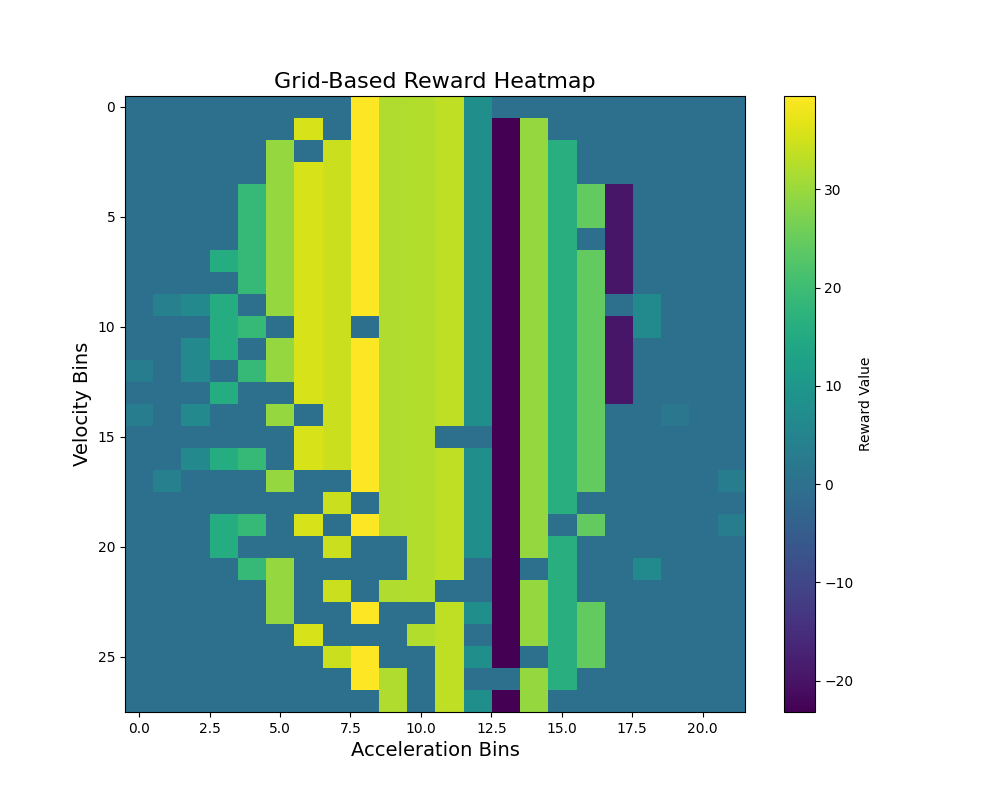 Grid-Based Reward Heatmap
0
5
10
15
20
25
Velocity Bins
0.0 2.5 5.0 7.5 10.0 12.5 15.0 17.5 20.0
Acceleration Bins
30
20
10
0
−10
−20
Reward Value